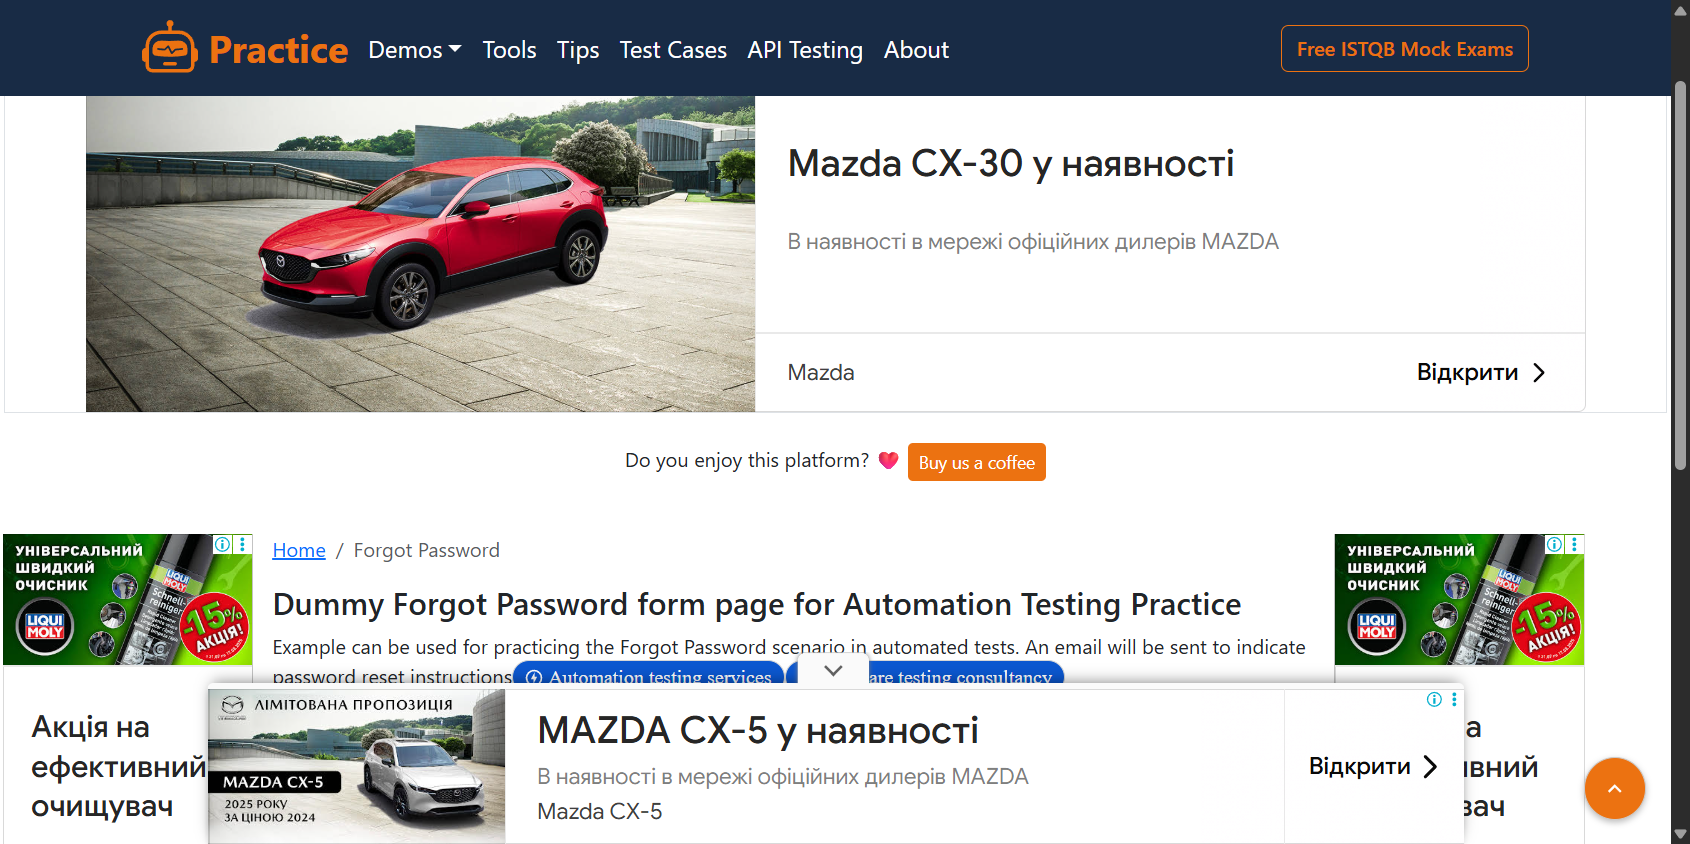 Practice Demos Tools Tips Test Cases API Testing About Free ISTQB Mock Exams
Mazda CX-30 у наявності
В наявності в мережі офіційних дилерів MAZDA
Mazda Відкрити
Do you enjoy this platform? Buy us a coffee
УНІВЕРСАЛЬНИЙ
ШВИДКИЙ
ОЧИСНИК
LIQUI
MOLY
Schnell-
reiniger
-15%
АКЦІЯ!
Home / Forgot Password
Dummy Forgot Password form page for Automation Testing Practice
Example can be used for practicing the Forgot Password scenario in automated tests. An email will be sent to indicate
password reset instructions Automation testing services are testing consultancy
УНІВЕРСАЛЬНИЙ
ШВИДКИЙ
ОЧИСНИК
LIQUI
MOLY
Schnell-
reiniger
-15%
АКЦІЯ!
Акція на
ефективний
очищувач
ЛІМІТОВАНА ПРОПОЗИЦІЯ
MAZDA CX-5
2025 РОКУ
ЗА ЦІНОЮ 2024
MAZDA CX-5 у наявності
В наявності в мережі офіційних дилерів MAZDA
Mazda CX-5
Відкрити
а
ивний
вач